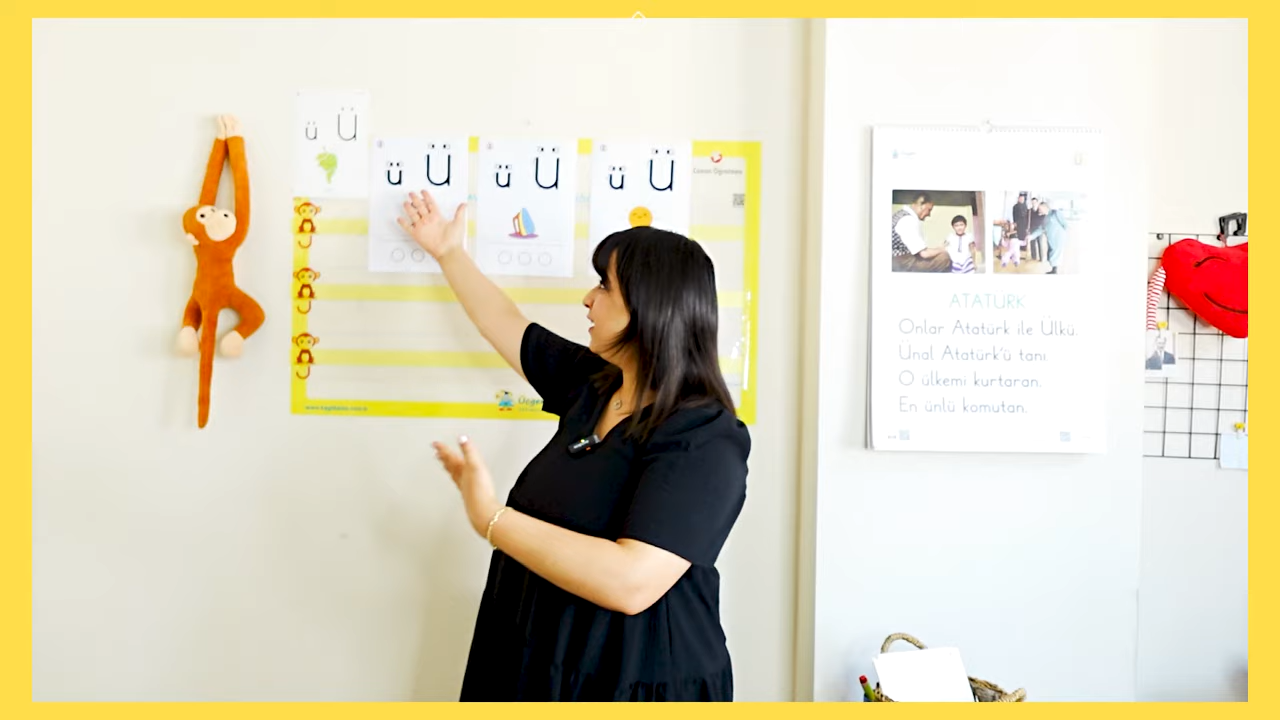 ü Ü
ü Ü
ü Ü
ü Ü
ATATÜRK
Onlar Atatürk ile Ülkü.
Ünal Atatürk'ü tanı.
O ülkemi kurtaran.
En ünlü komutan.